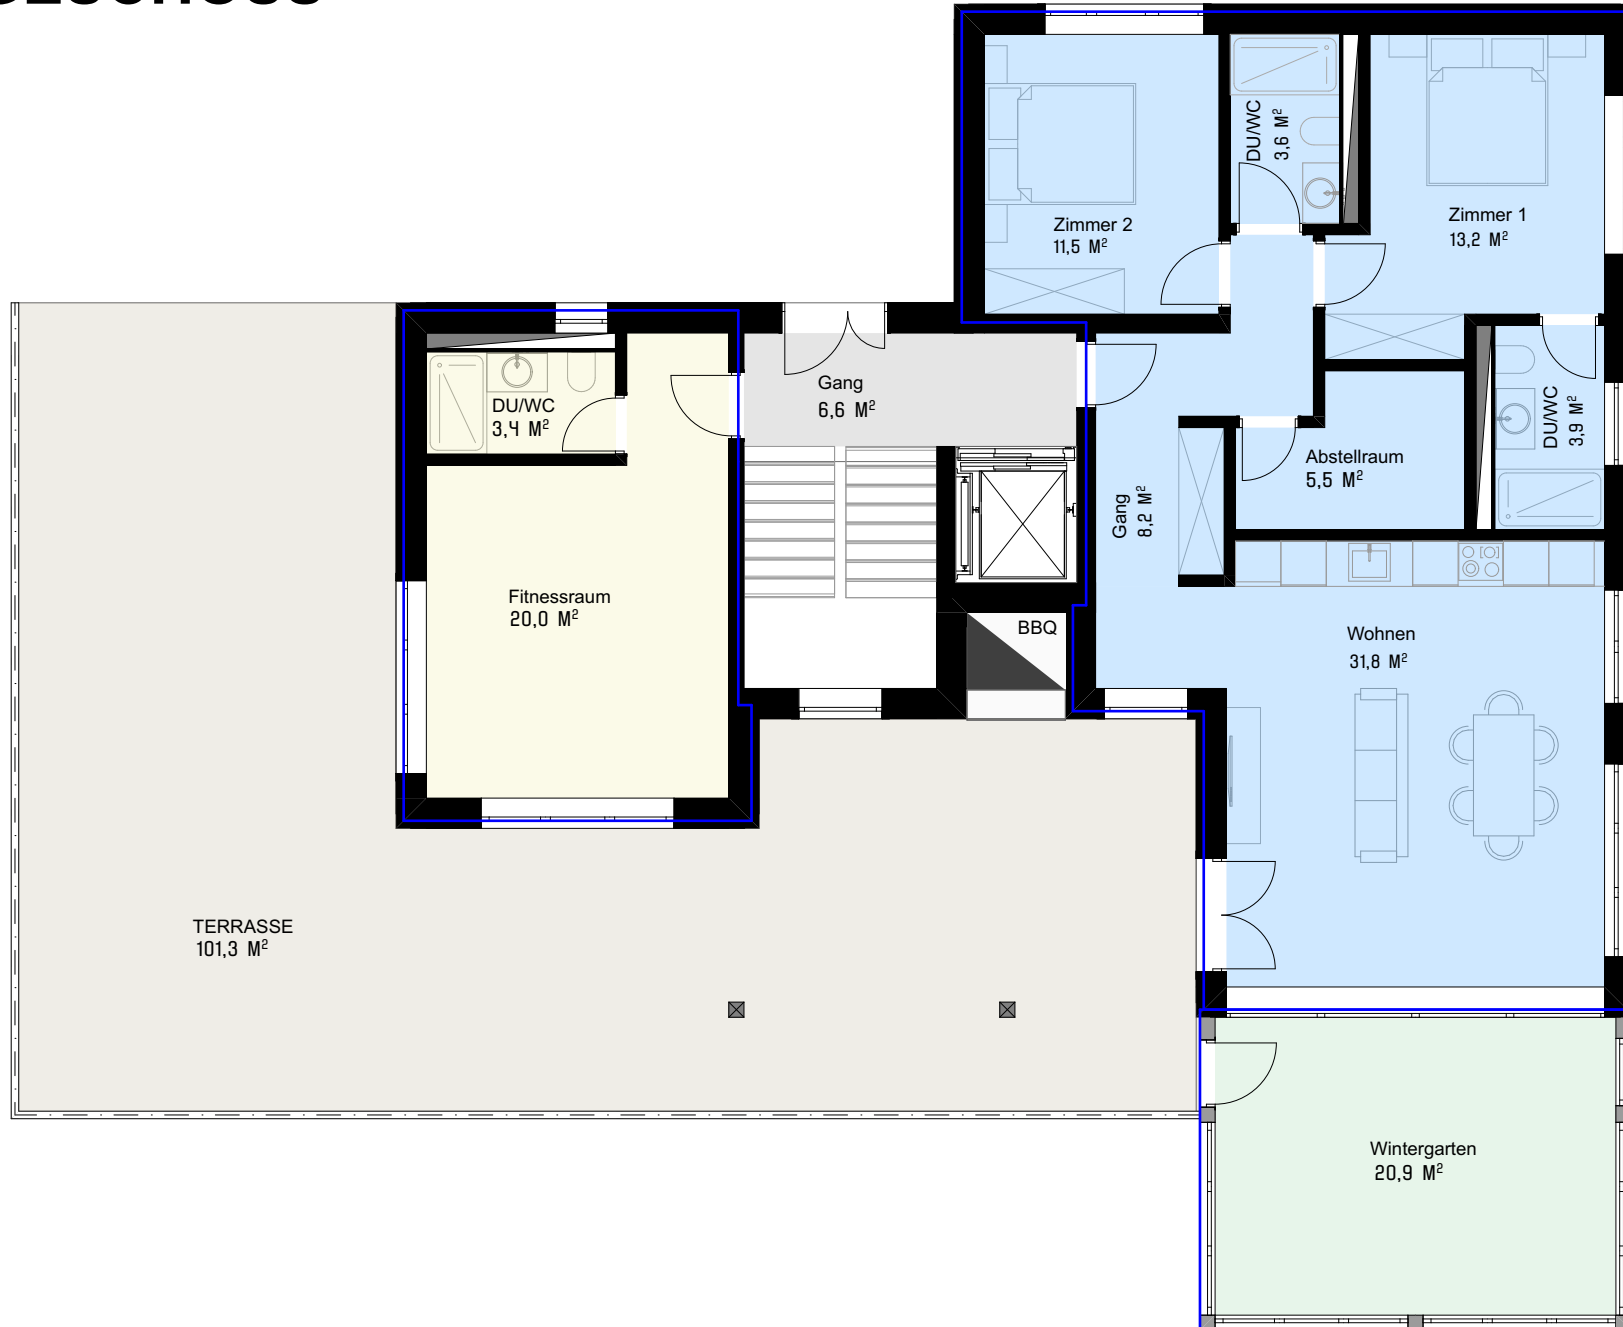 DU/WC
3,6 M²
Zimmer 2
11,5 M²
Zimmer 1
13,2 M²
Gang
6,6 M²
DU/WC
3,4 M²
DU/WC
3,9 M²
Abstellraum
5,5 M²
Gang
8,2 M²
Fitnessraum
20,0 M²
BBQ
Wohnen
31,8 M²
TERRASSE
101,3 M²
Wintergarten
20,9 M²